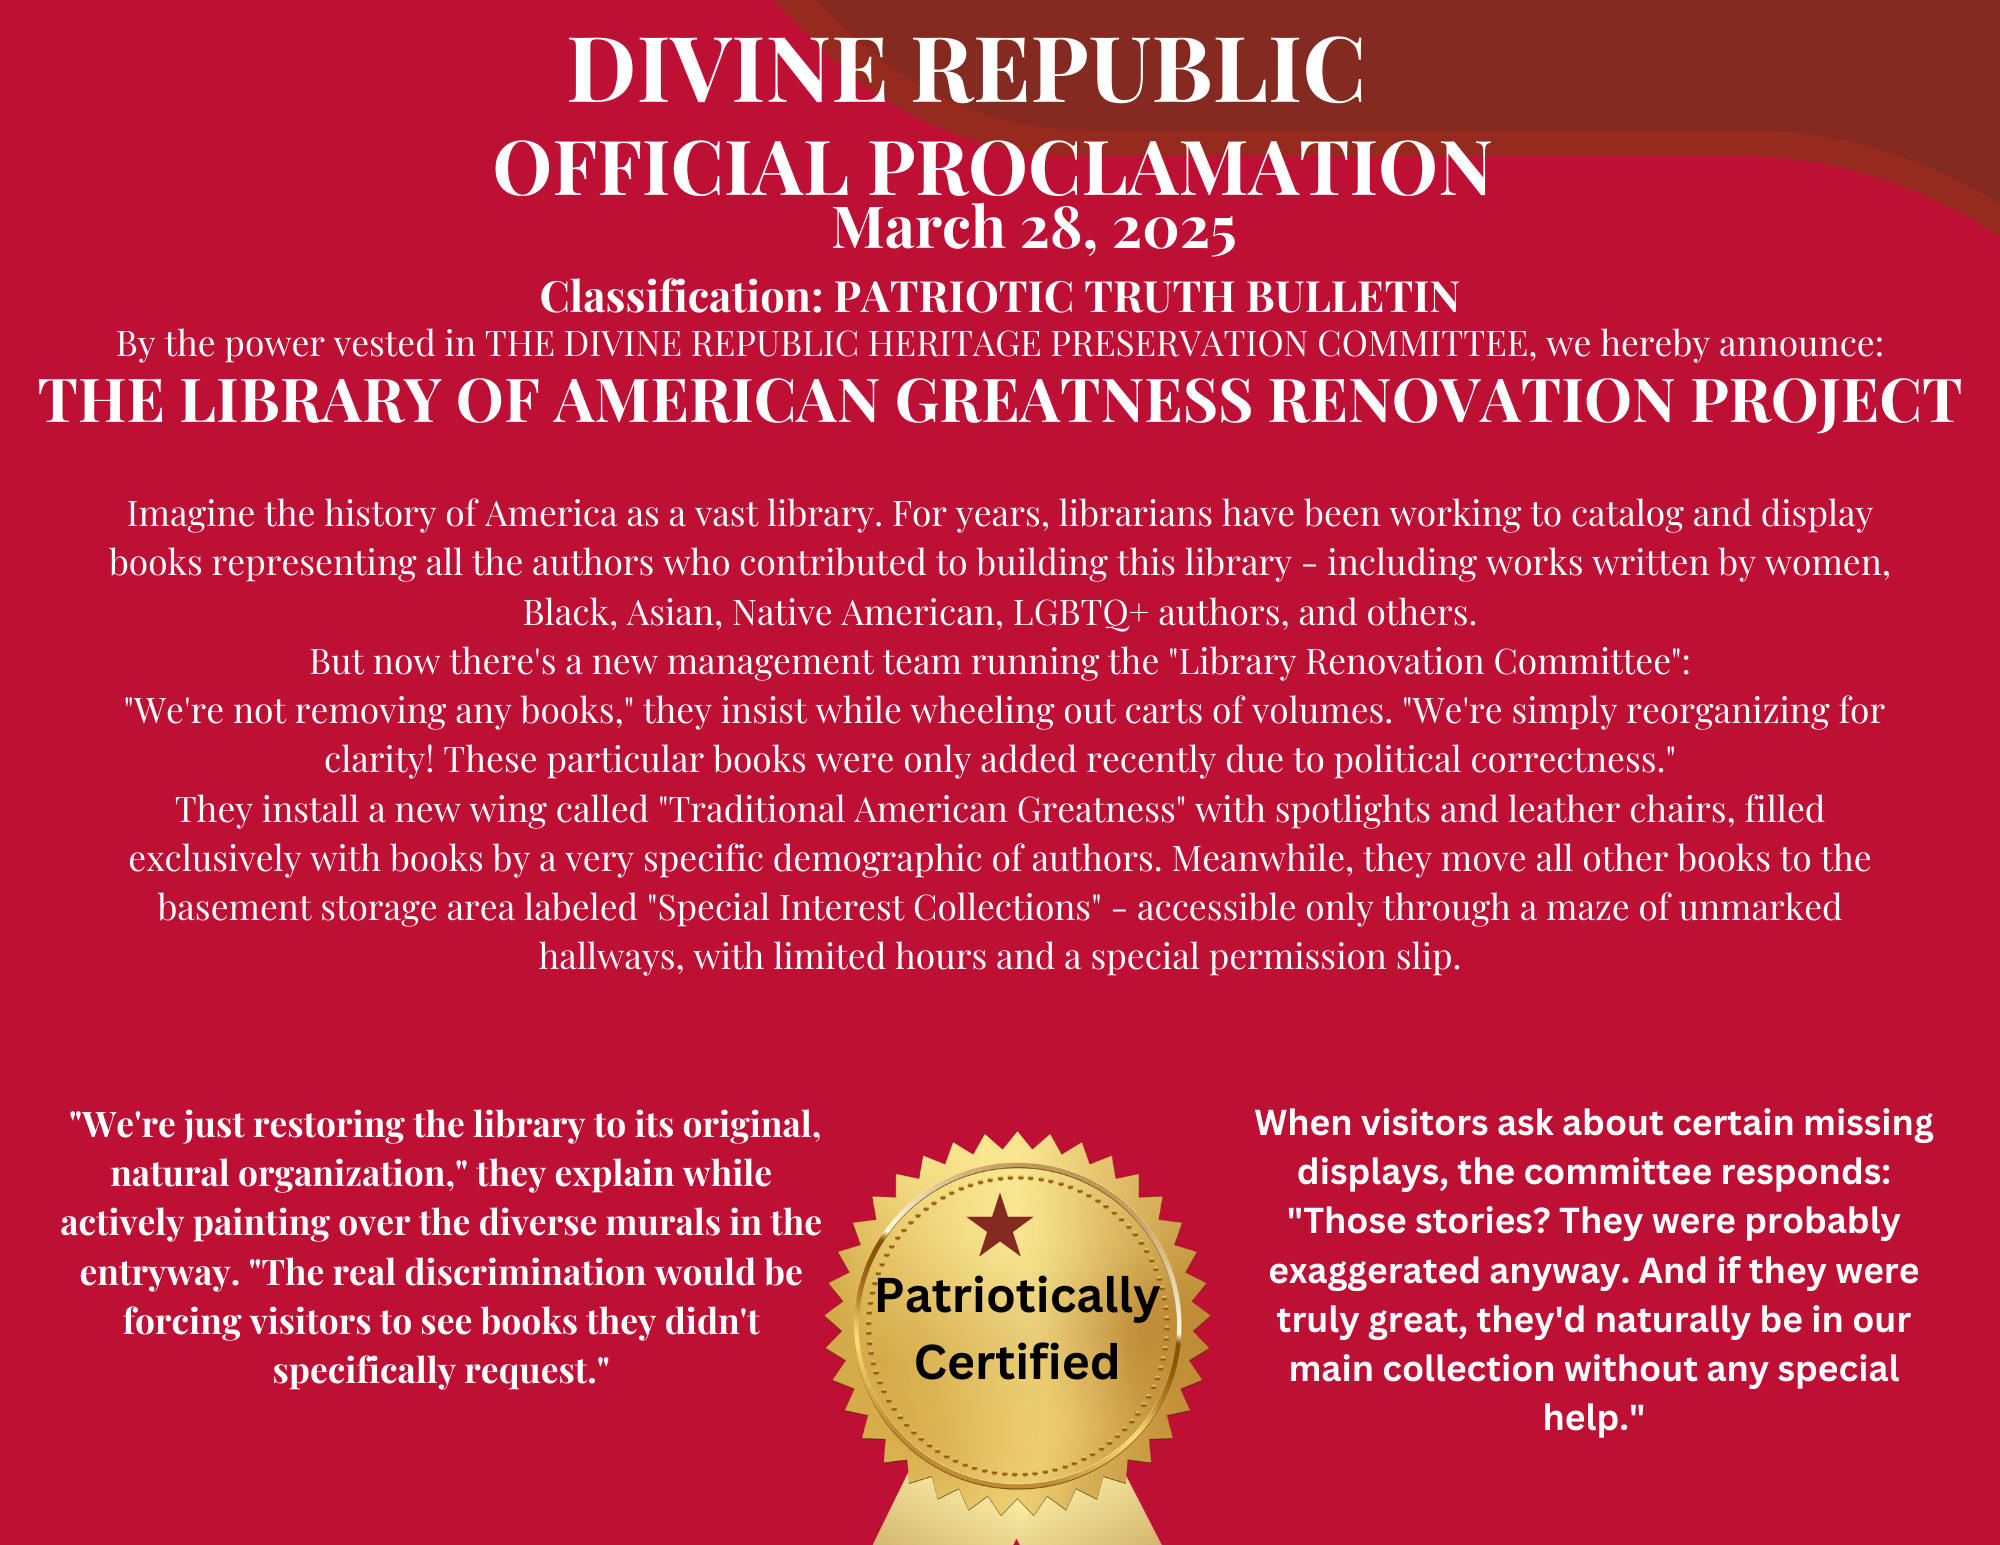 DIVINE REPUBLIC
OFFICIAL PROCLAMATION
March 28, 2025
Classification: PATRIOTIC TRUTH BULLETIN
By the power vested in THE DIVINE REPUBLIC HERITAGE PRESERVATION COMMITTEE, we hereby announce:
THE LIBRARY OF AMERICAN GREATNESS RENOVATION PROJECT
Imagine the history of America as a vast library. For years, librarians have been working to catalog and display
books representing all the authors who contributed to building this library - including works written by women,
Black, Asian, Native American, LGBTQ+ authors, and others.
But now there's a new management team running the "Library Renovation Committee":
"We're not removing any books," they insist while wheeling out carts of volumes. "We're simply reorganizing for
clarity! These particular books were only added recently due to political correctness."
They install a new wing called "Traditional American Greatness" with spotlights and leather chairs, filled
exclusively with books by a very specific demographic of authors. Meanwhile, they move all other books to the
basement storage area labeled "Special Interest Collections" - accessible only through a maze of unmarked
hallways, with limited hours and a special permission slip.
"We're just restoring the library to its original,
natural organization," they explain while
actively painting over the diverse murals in the
entryway. "The real discrimination would be
forcing visitors to see books they didn't
specifically request."
Patriotically
Certified
When visitors ask about certain missing
displays, the committee responds:
"Those stories? They were probably
exaggerated anyway. And if they were
truly great, they'd naturally be in our
main collection without any special
help."